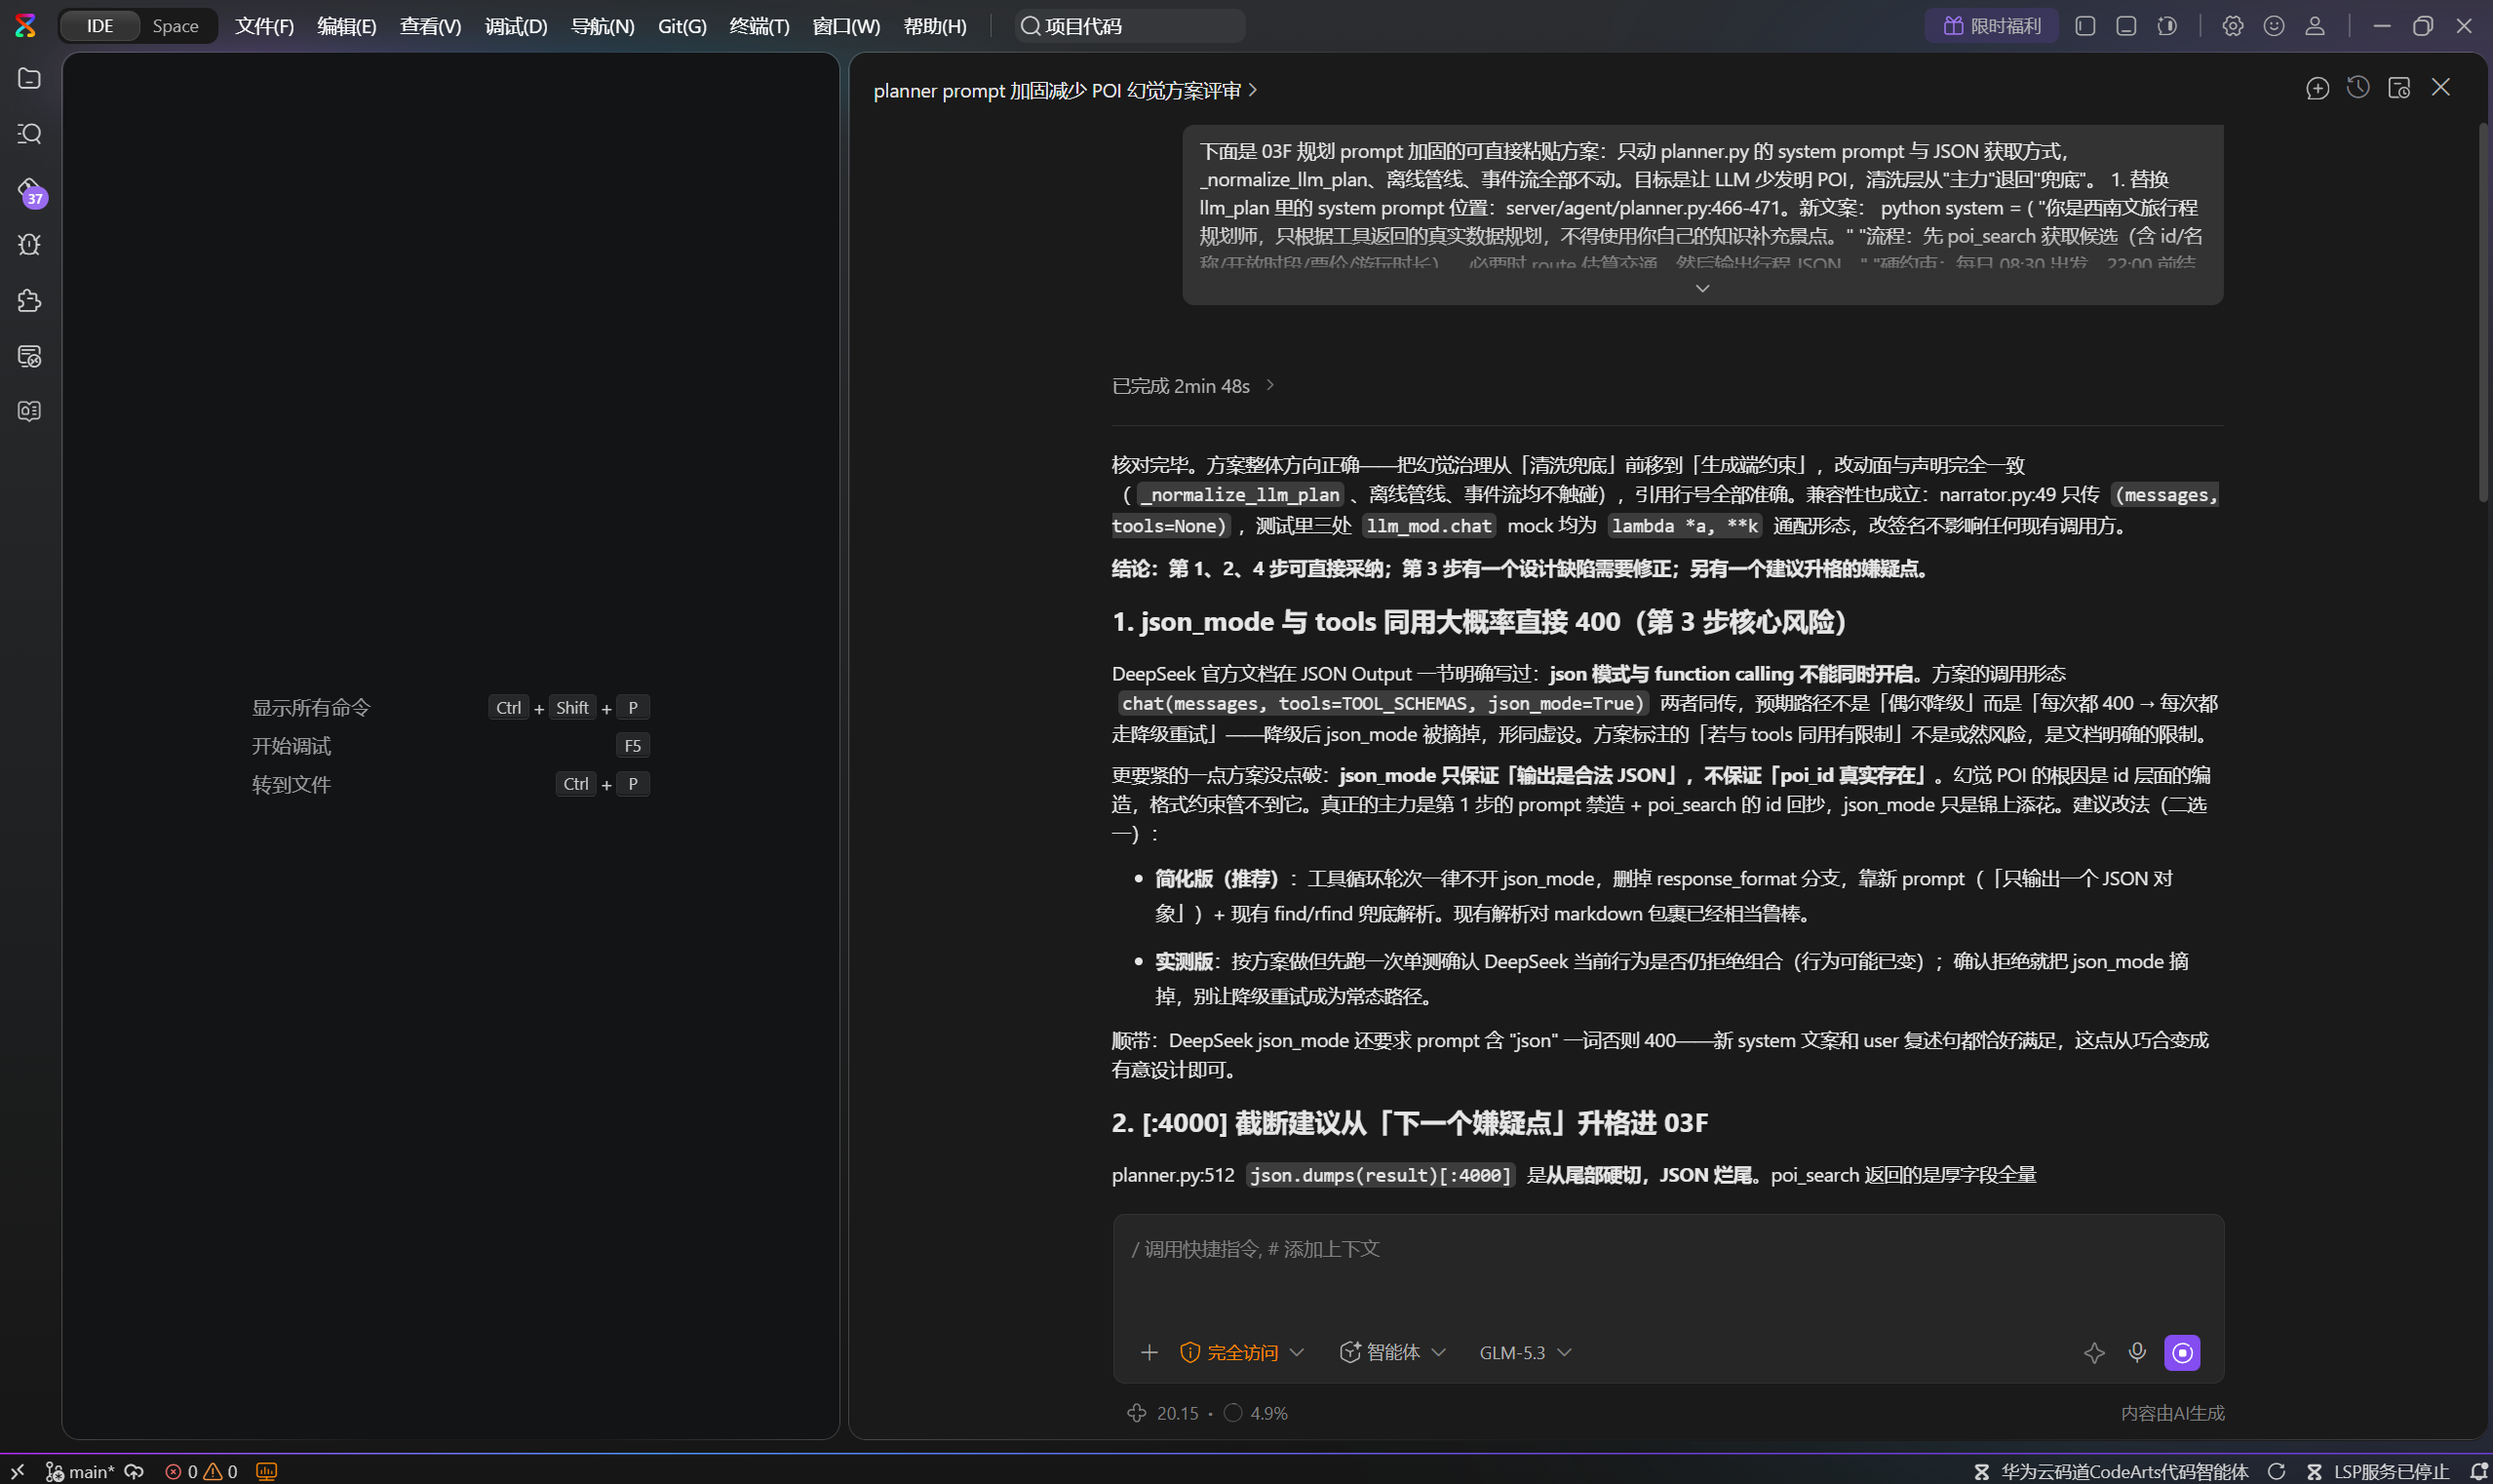 IDE Space 文件(F) 编辑(E) 查看(V) 调试(D) 导航(N) Git(G) 终端(T) 窗口(W) 帮助(H) 项目代码 限时福利
37
显示所有命令 Ctrl + Shift + P
开始调试 F5
转到文件 Ctrl + P
planner prompt 加固减少 POI 幻觉方案评审
下面是 03F 规划 prompt 加固的可直接粘贴方案：只动 planner.py 的 system prompt 与 JSON 获取方式，
_normalize_llm_plan、离线管线、事件流全部不动。目标是让 LLM 少发明 POI，清洗层从"主力"退回"兜底"。 1. 替换
llm_plan 里的 system prompt 位置：server/agent/planner.py:466-471。新文案： python system = ( "你是西南文旅行程
规划师，只根据工具返回的真实数据规划，不得使用你自己的知识补充景点。" "流程：先 poi_search 获取候选（含 id/名
称/开放时段/票价/游玩时长），必要时 route 估算交通，然后输出行程 JSON。" "硬约束：每日 08:30 出发，22:00 前结
已完成 2min 48s
核对完毕。方案整体方向正确——把幻觉治理从「清洗兜底」前移到「生成端约束」，改动面与声明完全一致
（ _normalize_llm_plan 、离线管线、事件流均不触碰），引用行号全部准确。兼容性也成立：narrator.py:49 只传 (messages,
tools=None) ，测试里三处 llm_mod.chat mock 均为 lambda *a, **k 通配形态，改签名不影响任何现有调用方。
结论：第 1、2、4 步可直接采纳；第 3 步有一个设计缺陷需要修正；另有一个建议升格的嫌疑点。
1. json_mode 与 tools 同用大概率直接 400（第 3 步核心风险）
DeepSeek 官方文档在 JSON Output 一节明确写过：json 模式与 function calling 不能同时开启。方案的调用形态
chat(messages, tools=TOOL_SCHEMAS, json_mode=True) 两者同传，预期路径不是「偶尔降级」而是「每次都 400 → 每次都
走降级重试」——降级后 json_mode 被摘掉，形同虚设。方案标注的「若与 tools 同用有限制」不是或然风险，是文档明确的限制。
更要紧的一点方案没点破：json_mode 只保证「输出是合法 JSON」，不保证「poi_id 真实存在」。幻觉 POI 的根因是 id 层面的编
造，格式约束管不到它。真正的主力是第 1 步的 prompt 禁造 + poi_search 的 id 回抄，json_mode 只是锦上添花。建议改法（二选
一）：
• 简化版（推荐）：工具循环轮次一律不开 json_mode，删掉 response_format 分支，靠新 prompt（「只输出一个 JSON 对
象」）+ 现有 find/rfind 兜底解析。现有解析对 markdown 包裹已经相当鲁棒。
• 实测版：按方案做但先跑一次单测确认 DeepSeek 当前行为是否仍拒绝组合（行为可能已变）；确认拒绝就把 json_mode 摘
掉，别让降级重试成为常态路径。
顺带：DeepSeek json_mode 还要求 prompt 含 "json" 一词否则 400——新 system 文案和 user 复述句都恰好满足，这点从巧合变成
有意设计即可。
2. [:4000] 截断建议从「下一个嫌疑点」升格进 03F
planner.py:512 json.dumps(result)[:4000] 是从尾部硬切，JSON 烂尾。poi_search 返回的是厚字段全量
/ 调用快捷指令, # 添加上下文
完全访问 智能体 GLM-5.3
20.15 · 4.9% 内容由AI生成
main* 0 0 华为云码道CodeArts代码智能体 LSP服务已停止